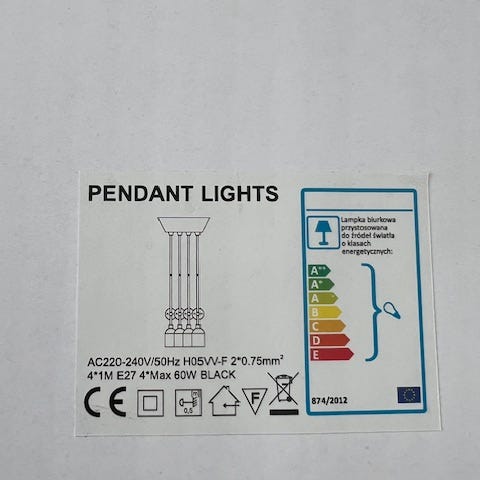 PENDANT LIGHTS
AC220-240V/50Hz H05VV-F 2*0.75mm²
4*1M E27 4*Max 60W BLACK
CE
0,5 m
F
Lampka biurkowa
przystosowana
do źródeł światła
o klasach
energetycznych:
A++
A+
A
B
C
D
E
874/2012